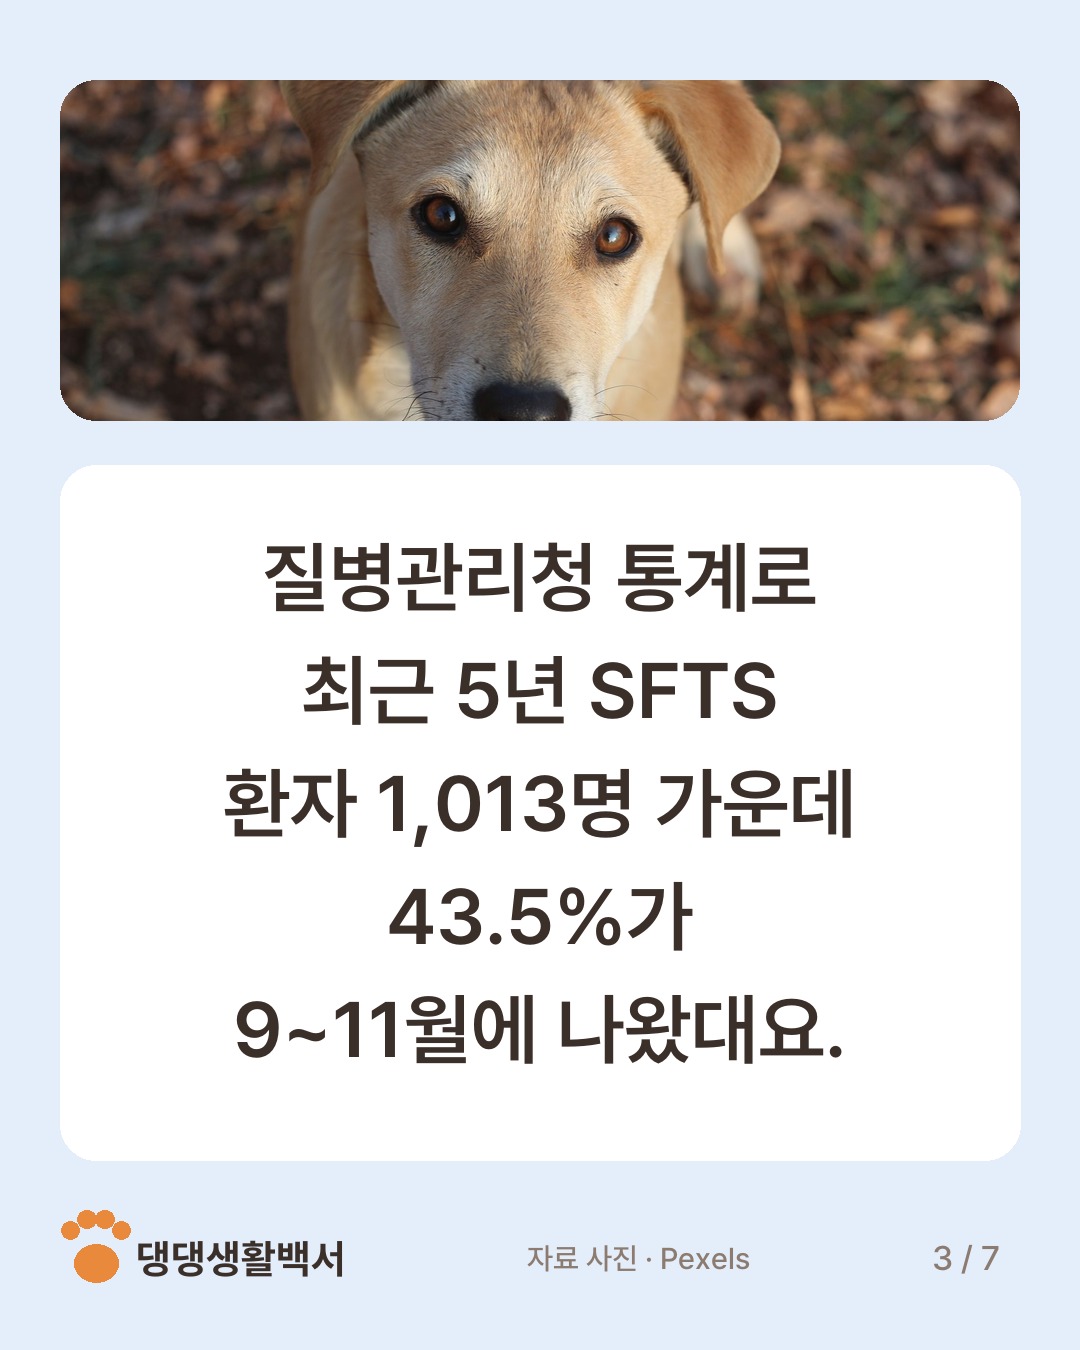 질병관리청 통계로
최근 5년 SFTS
환자 1,013명 가운데
43.5%가
9~11월에 나왔대요.
댕댕생활백서
자료 사진 · Pexels
3 / 7